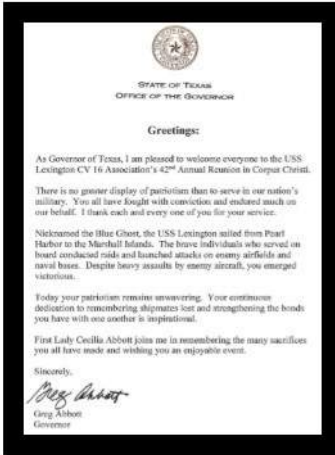 STATE OF TEXAS
OFFICE OF THE GOVERNOR
Greetings:
As Governor of Texas, I am pleased to welcome everyone to the USS
Lexington CV 16 Association's 42nd Annual Reunion in Corpus Christi.
There is no greater display of patriotism than to serve in our nation's
military. You all have fought with conviction and endured much on
our behalf. I thank each and every one of you for your service.
Nicknamed the Blue Ghost, the USS Lexington sailed from Pearl
Harbor to the Marshall Islands. The brave individuals who served on
board conducted raids and launched attacks on enemy airfields and
naval bases. Despite heavy assaults by enemy aircraft, you emerged
victorious.
Today your patriotism remains unwavering. Your continuous
dedication to remembering shipmates lost and strengthening the bonds
you have with one another is inspirational.
First Lady Cecilia Abbott joins me in remembering the many sacrifices
you all have made and wishing you an enjoyable event.
Sincerely,
Greg Abbott
Greg Abbott
Governor